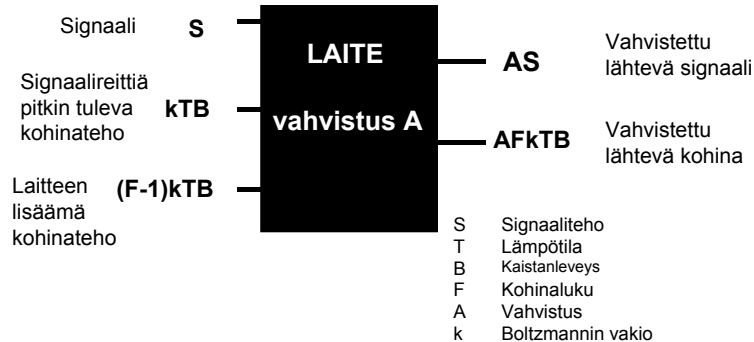 Signaali S
Signaalireittiä
pitkin tuleva
kohinateho
kTB
Laitteen
lisäämä
kohinateho
(F-1)kTB
LAITE
vahvistus A
AS
Vahvistettu
lähtevä signaali
AFkTB
Vahvistettu
lähtevä kohina
S Signaaliteho
T Lämpötila
B Kaistanleveys
F Kohinaluku
A Vahvistus
k Boltzmannin vakio